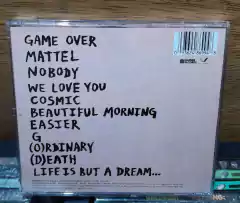 GAME OVER
MATTEL
NOBODY
WE LOVE YOU
COSMIC
BEAUTIFUL MORNING
EASIER
G
(O)RDINARY
(D)EATH
LIFE IS BUT A DREAM...